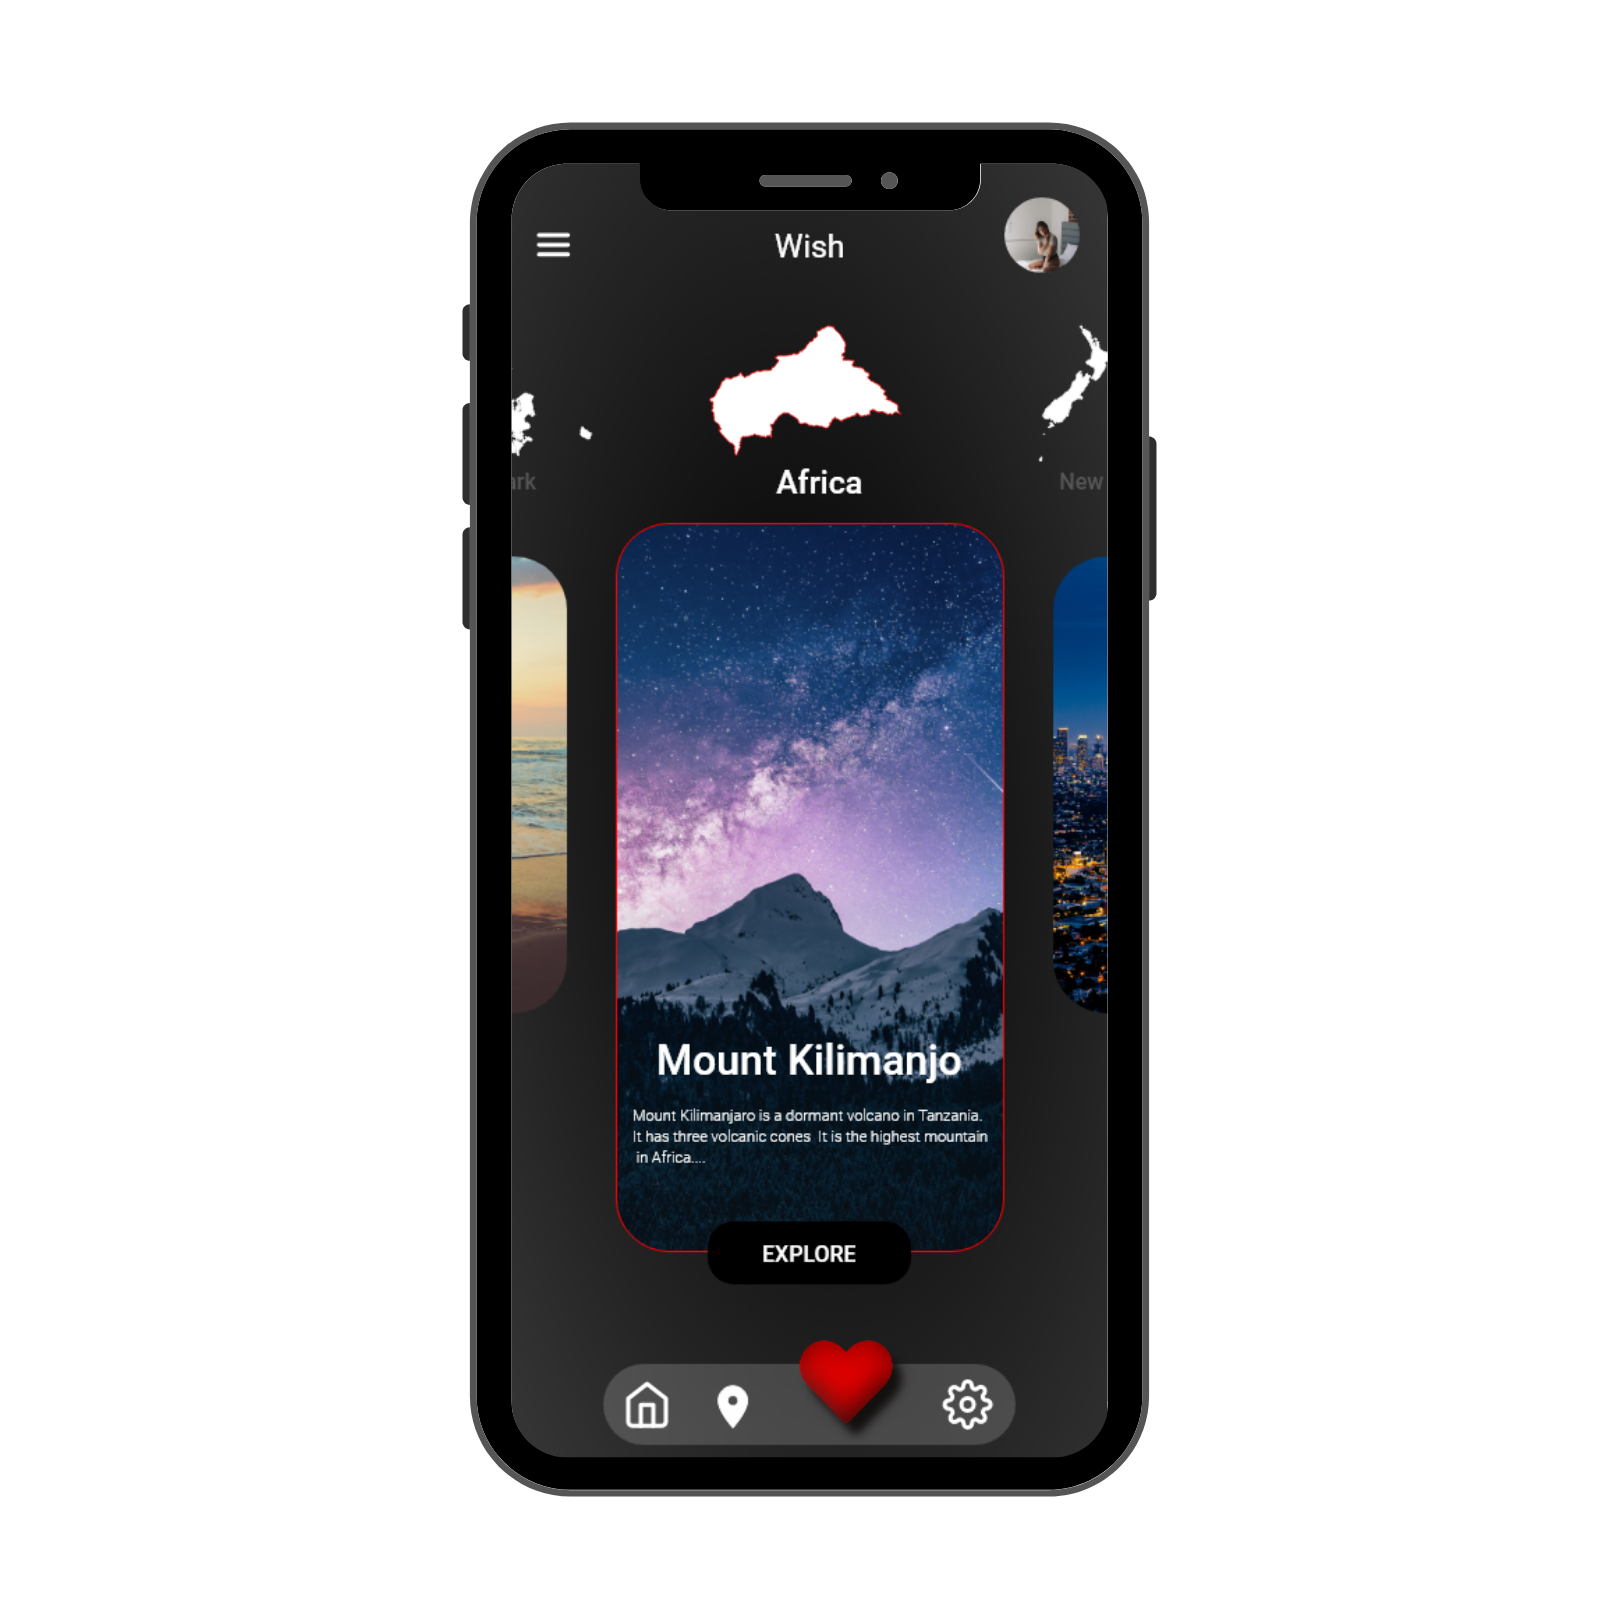 Wish
ark
Africa
New
Mount Kilimanjo
Mount Kilimanjaro is a dormant volcano in Tanzania.
It has three volcanic cones It is the highest mountain
in Africa....
EXPLORE